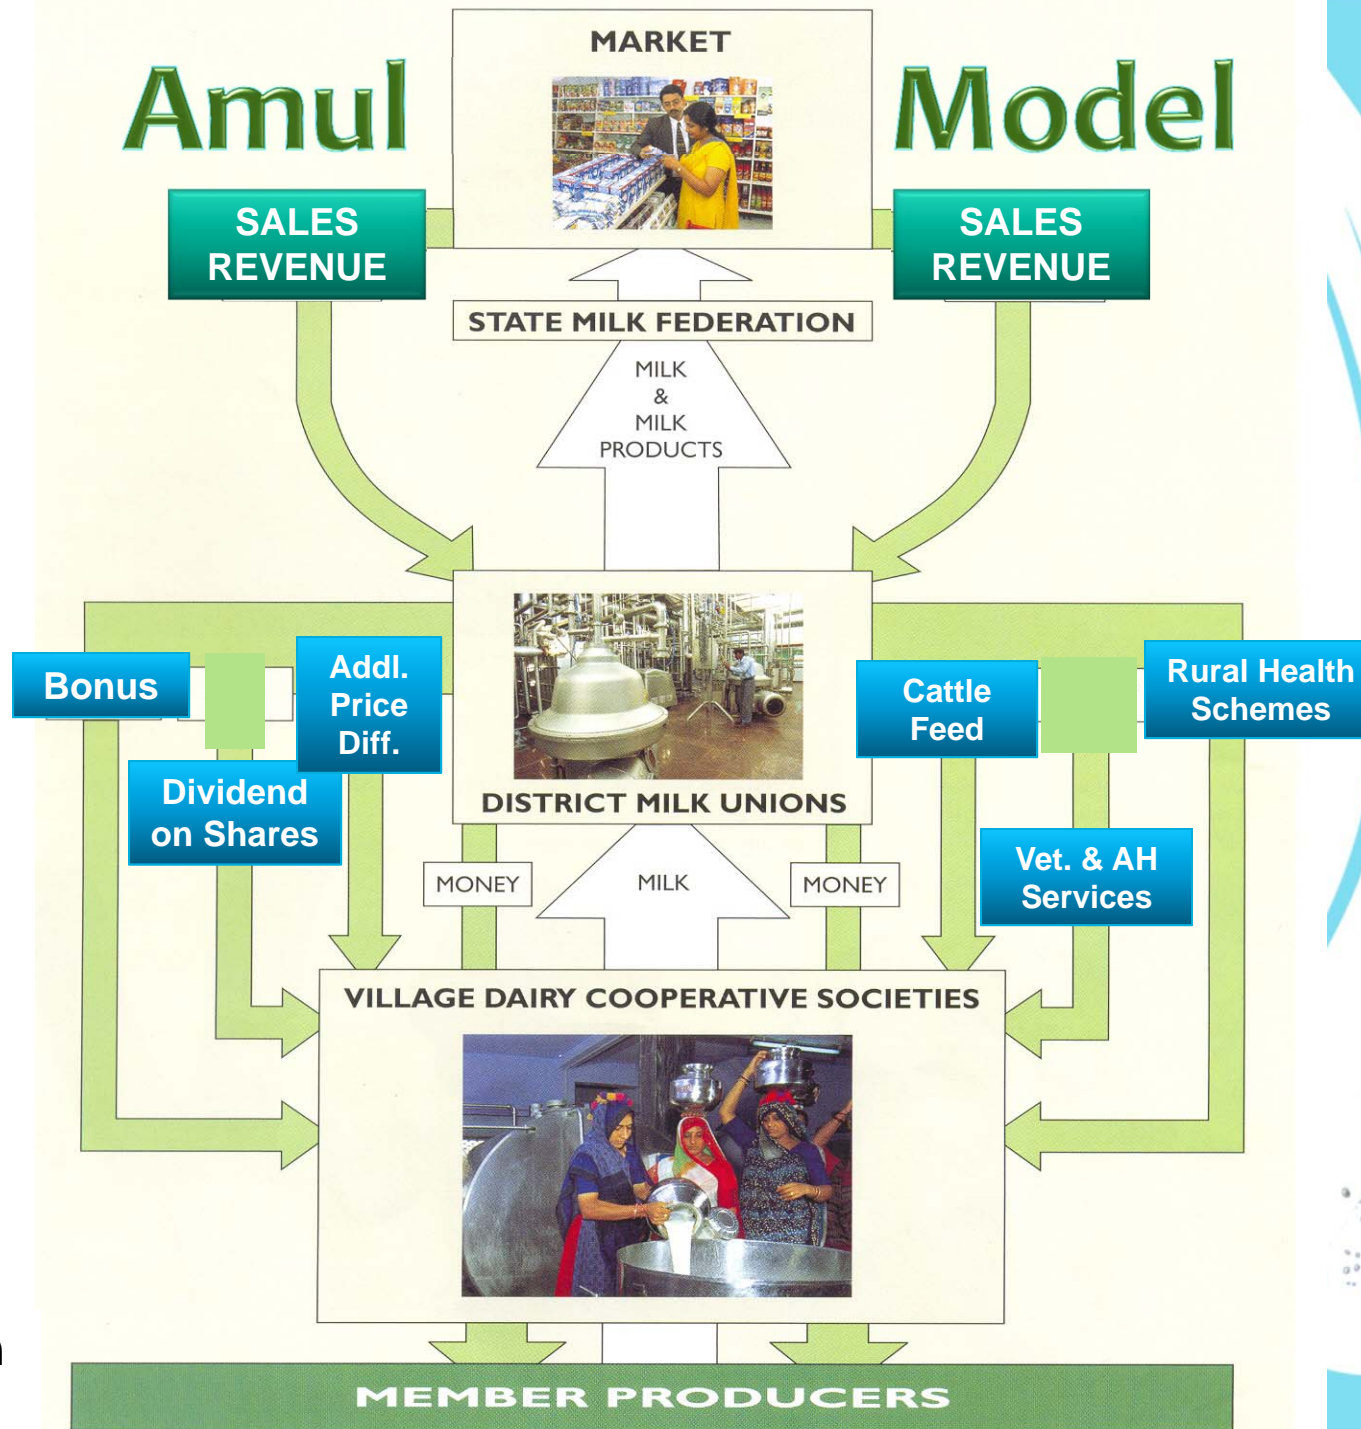 MARKET
Amul
Model
SALES
REVENUE
SALES
REVENUE
STATE MILK FEDERATION
MILK
&
MILK
PRODUCTS
Bonus
Addl.
Price
Diff.
Cattle
Feed
Rural Health
Schemes
Dividend
on Shares
DISTRICT MILK UNIONS
Vet. & AH
Services
MONEY
MILK
MONEY
VILLAGE DAIRY COOPERATIVE SOCIETIES
MEMBER PRODUCERS